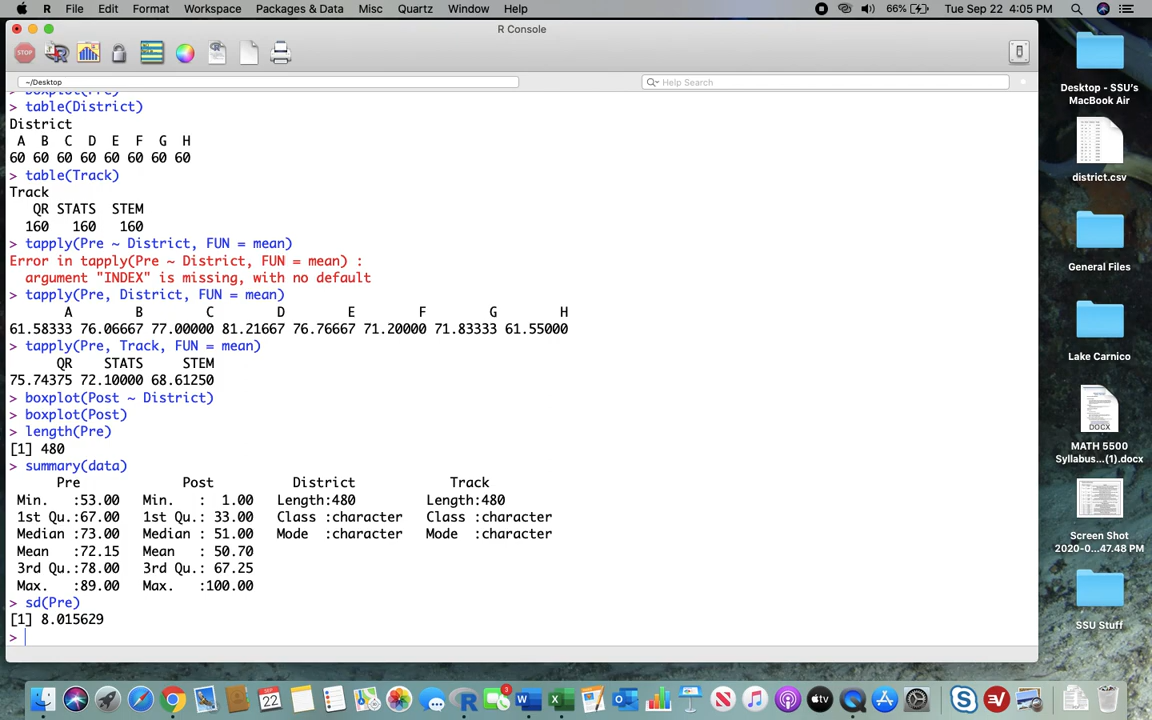 R File Edit Format Workspace Packages & Data Misc Quartz Window Help 66% Tue Sep 22 4:05 PM
R Console
STOP
~/Desktop
Help Search
> boxplot(Pre)
> table(District)
District
 A  B  C  D  E  F  G  H
60 60 60 60 60 60 60 60
> table(Track)
Track
   QR STATS  STEM
  160   160   160
> tapply(Pre ~ District, FUN = mean)
Error in tapply(Pre ~ District, FUN = mean) :
  argument "INDEX" is missing, with no default
> tapply(Pre, District, FUN = mean)
       A        B        C        D        E        F        G        H
61.58333 76.06667 77.00000 81.21667 76.76667 71.20000 71.83333 61.55000
> tapply(Pre, Track, FUN = mean)
      QR    STATS     STEM
75.74375 72.10000 68.61250
> boxplot(Post ~ District)
> boxplot(Post)
> length(Pre)
[1] 480
> summary(data)
      Pre             Post          District            Track
 Min.   :53.00   Min.   :  1.00   Length:480         Length:480
 1st Qu.:67.00   1st Qu.: 33.00   Class :character   Class :character
 Median :73.00   Median : 51.00   Mode  :character   Mode  :character
 Mean   :72.15   Mean   : 50.70
 3rd Qu.:78.00   3rd Qu.: 67.25
 Max.   :89.00   Max.   :100.00
> sd(Pre)
[1] 8.015629
>
Desktop - SSU's
MacBook Air
district.csv
General Files
Lake Carnico
DOCX
MATH 5500
Syllabus...(1).docx
Screen Shot
2020-0...47.48 PM
SSU Stuff
SEP
22
3
tv